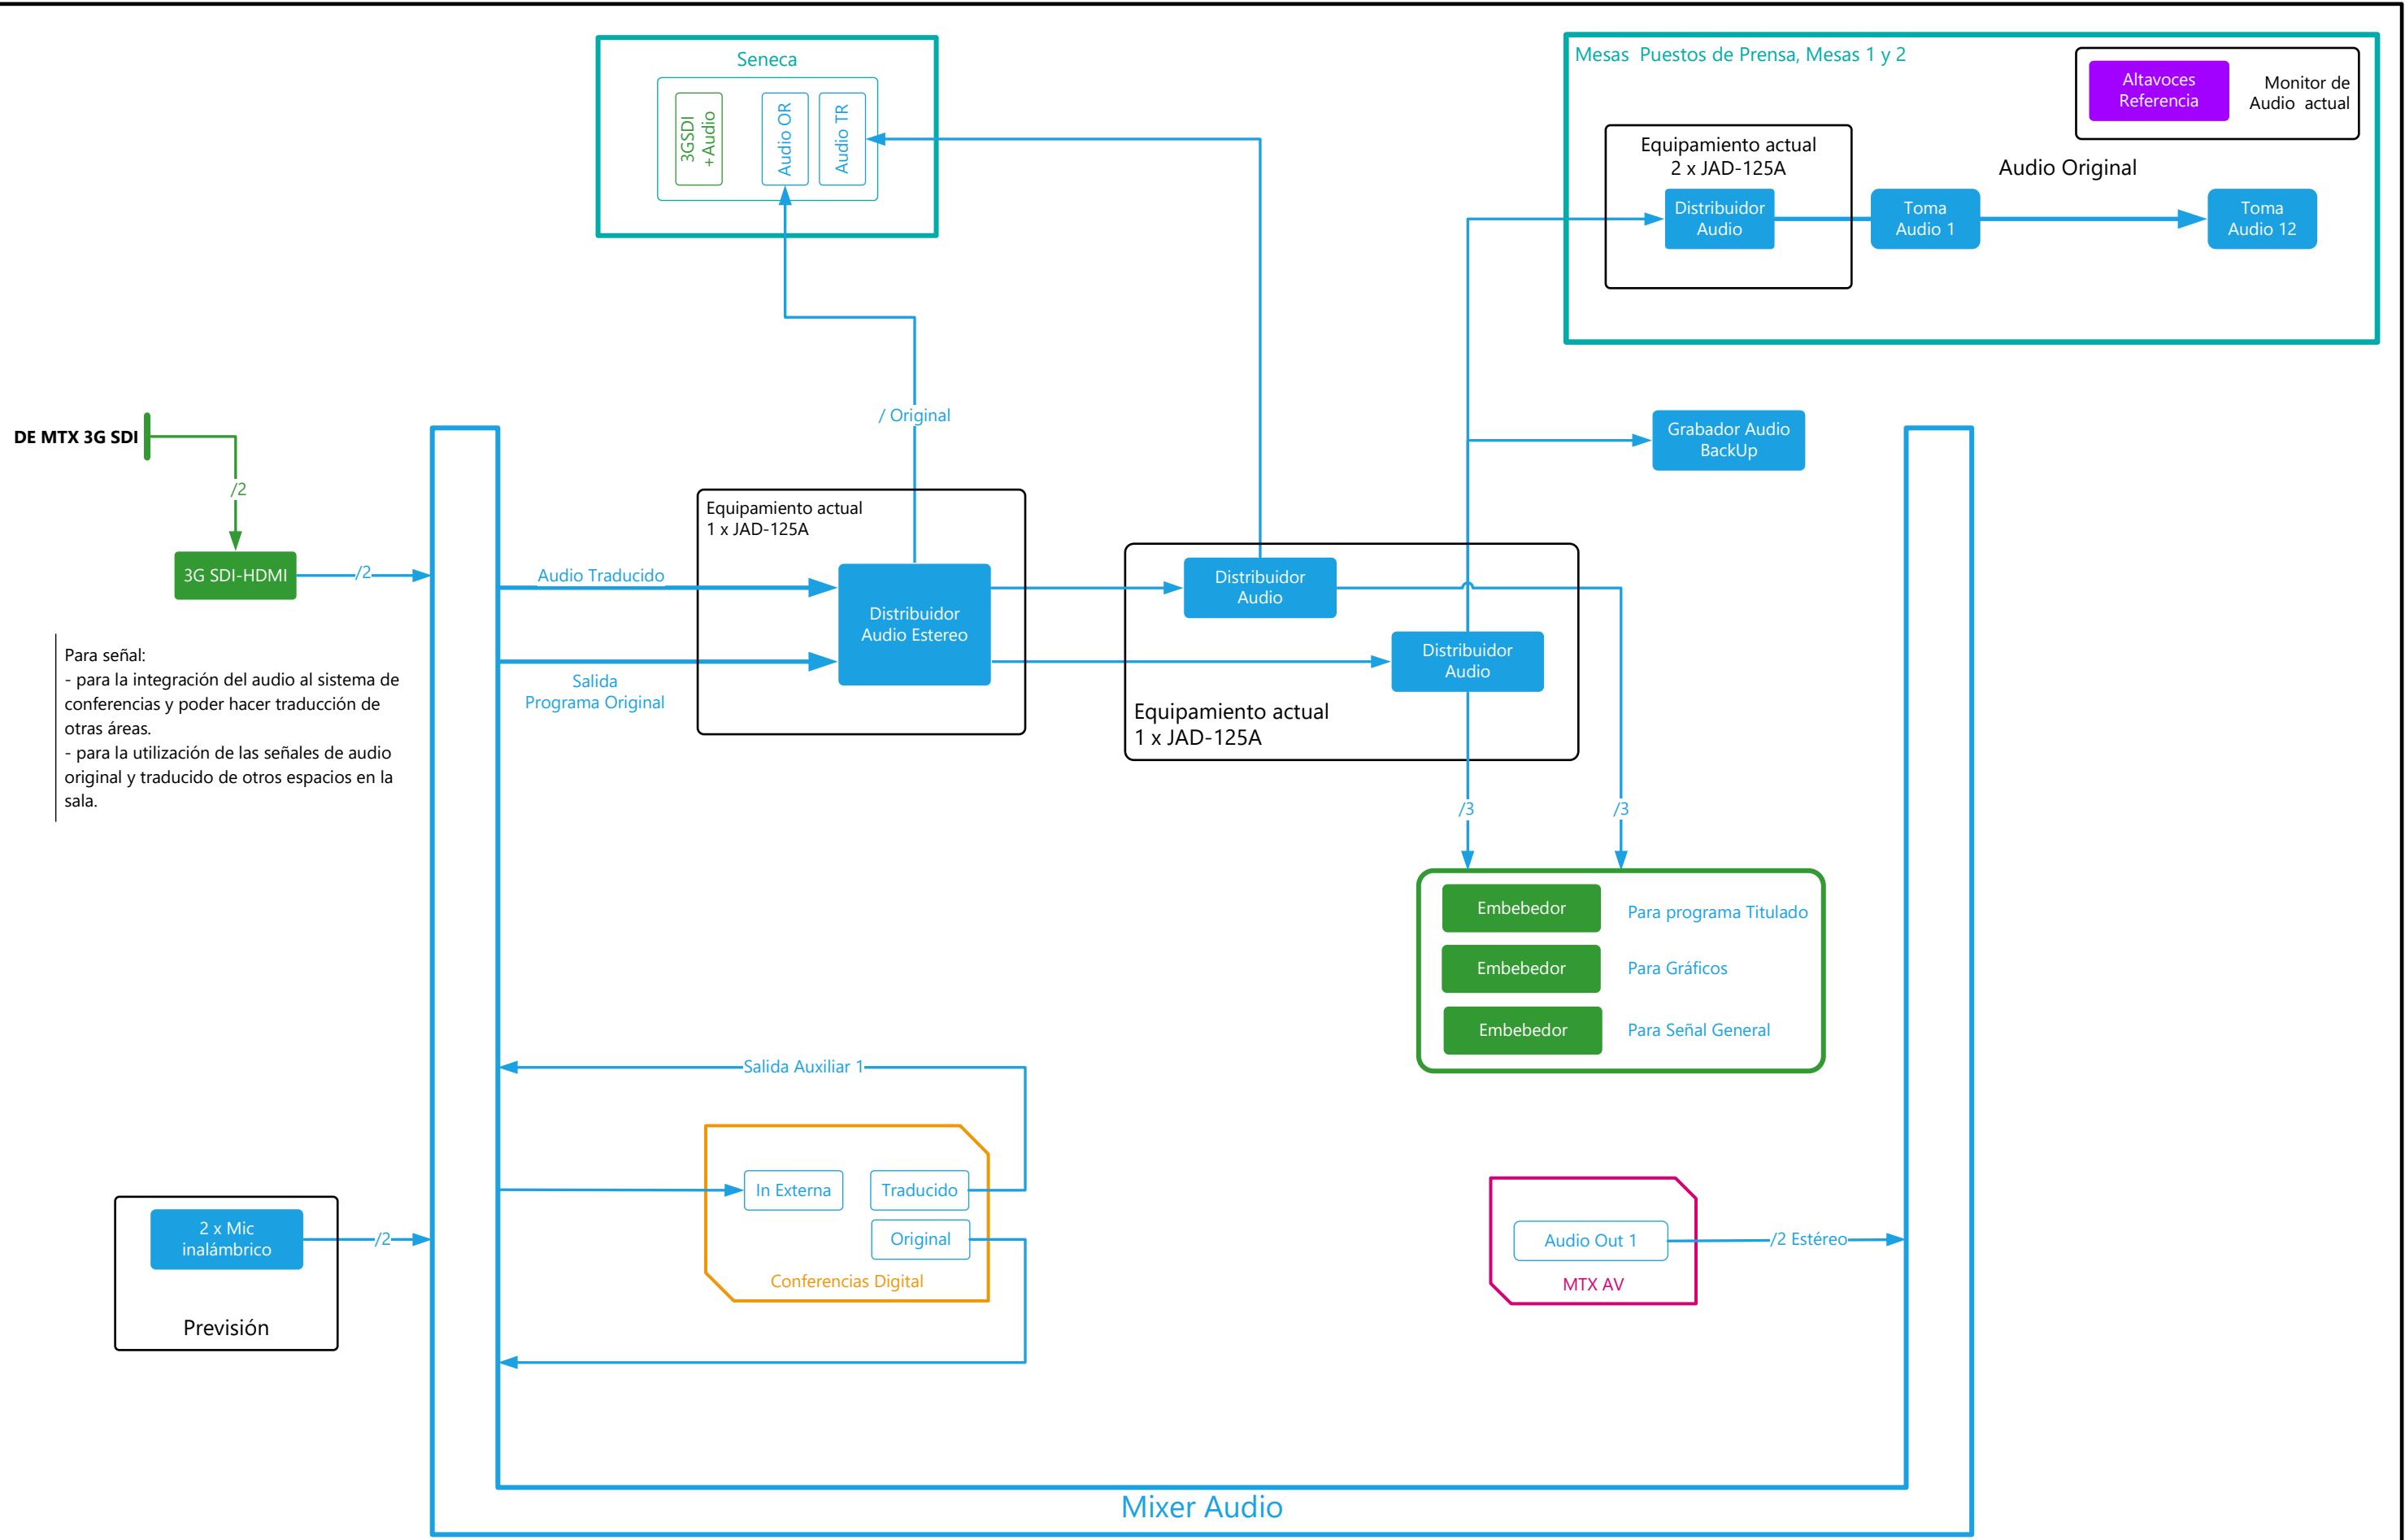 Seneca
3GSDI
+Audio
Audio OR
Audio TR
Mesas Puestos de Prensa, Mesas 1 y 2
Altavoces
Referencia
Monitor de
Audio actual
Equipamiento actual
2 x JAD-125A
Audio Original
Distribuidor
Audio
Toma
Audio 1
Toma
Audio 12
/ Original
DE MTX 3G SDI
/2
3G SDI-HDMI
/2
Grabador Audio
BackUp
Equipamiento actual
1 x JAD-125A
Audio Traducido
Distribuidor
Audio Estereo
Salida
Programa Original
Distribuidor
Audio
Distribuidor
Audio
Equipamiento actual
1 x JAD-125A
Para señal:
- para la integración del audio al sistema de
conferencias y poder hacer traducción de
otras áreas.
- para la utilización de las señales de audio
original y traducido de otros espacios en la
sala.
/3
/3
Embebedor
Para programa Titulado
Embebedor
Para Gráficos
Embebedor
Para Señal General
Salida Auxiliar 1
In Externa
Traducido
Original
Conferencias Digital
2 x Mic
inalámbrico
/2
Previsión
Audio Out 1
/2 Estéreo
MTX AV
Mixer Audio